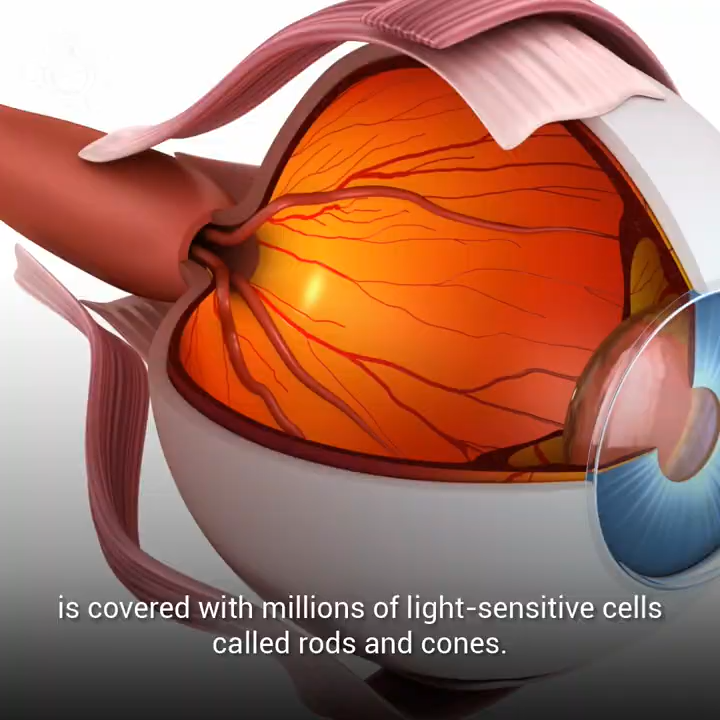 is covered with millions of light-sensitive cells
called rods and cones.